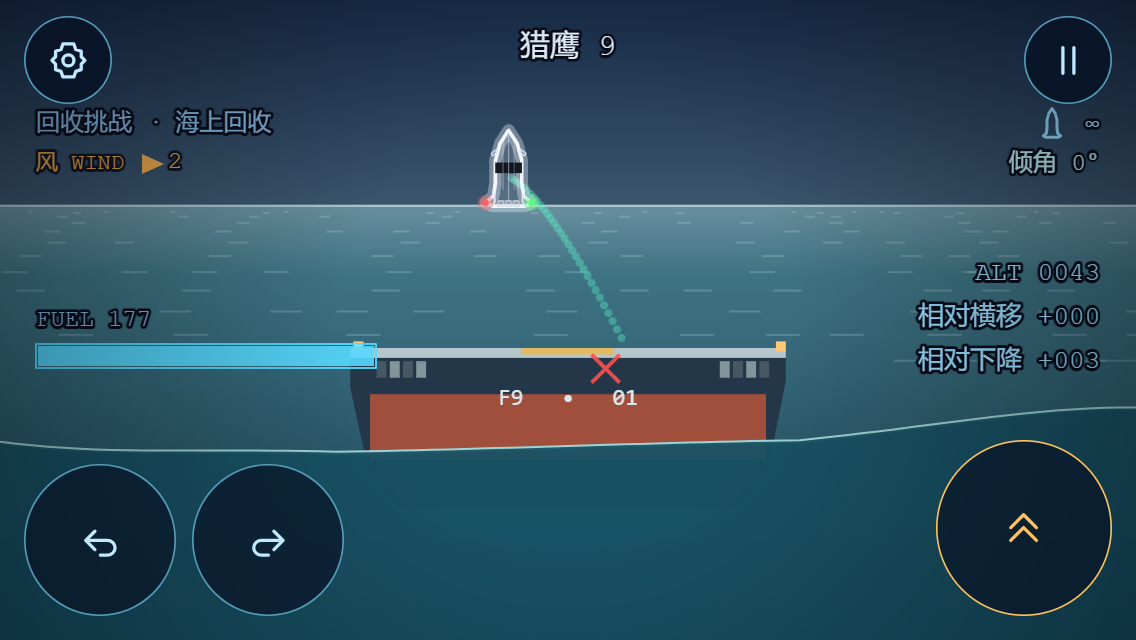 猎鹰 9
回收挑战 · 海上回收
风 WIND ▶2
∞
倾角 0°
ALT 0043
相对横移 +000
相对下降 +003
FUEL 177
F9 • 01